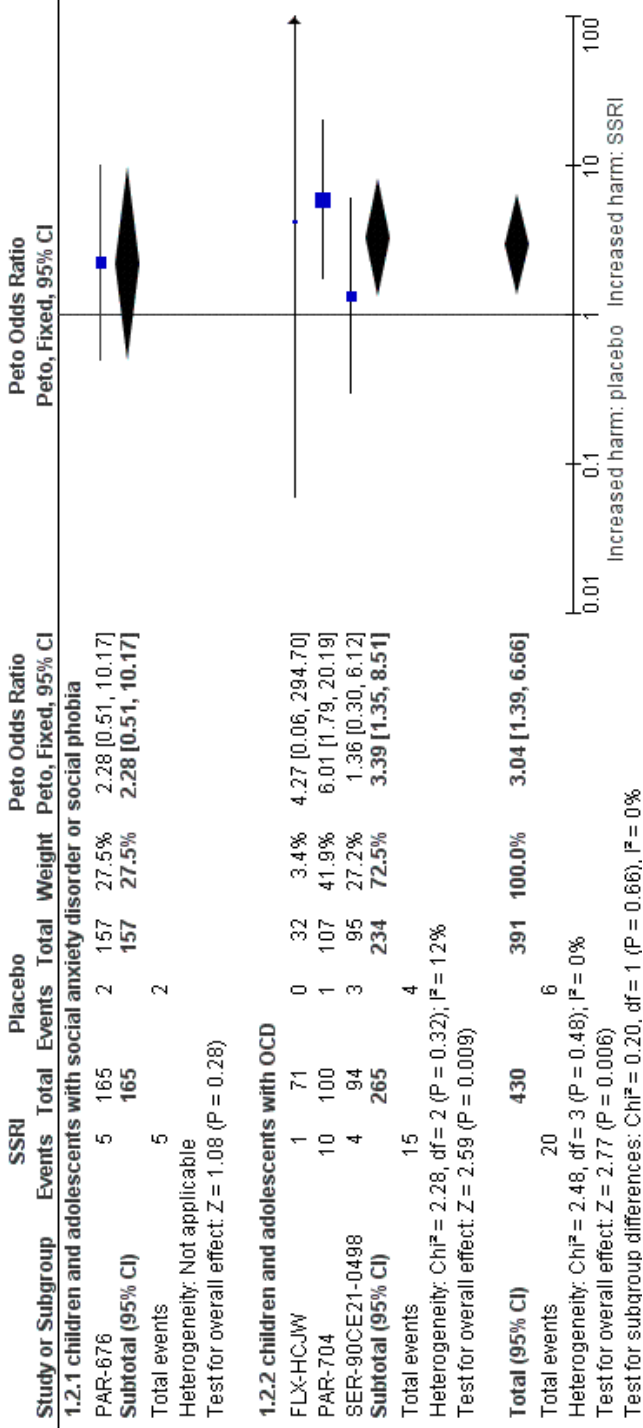 SSRI Placebo Peto Odds Ratio Peto Odds Ratio
Study or Subgroup Events Total Events Total Weight Peto, Fixed, 95% CI Peto, Fixed, 95% CI
1.2.1 children and adolescents with social anxiety disorder or social phobia
PAR-676 5 165 2 157 27.5% 2.28 [0.51, 10.17]
Subtotal (95% CI) 165 157 27.5% 2.28 [0.51, 10.17]
Total events 5 2
Heterogeneity: Not applicable
Test for overall effect: Z = 1.08 (P = 0.28)
1.2.2 children and adolescents with OCD
FLX-HCJW 1 71 0 32 3.4% 4.27 [0.06, 294.70]
PAR-704 10 100 1 107 41.9% 6.01 [1.79, 20.19]
SER-90CE21-0498 4 94 3 95 27.2% 1.36 [0.30, 6.12]
Subtotal (95% CI) 265 234 72.5% 3.39 [1.35, 8.51]
Total events 15 4
Heterogeneity: Chi² = 2.28, df = 2 (P = 0.32); I² = 12%
Test for overall effect: Z = 2.59 (P = 0.009)
Total (95% CI) 430 391 100.0% 3.04 [1.39, 6.66]
Total events 20 6
Heterogeneity: Chi² = 2.48, df = 3 (P = 0.48); I² = 0%
Test for overall effect: Z = 2.77 (P = 0.006)
Test for subgroup differences: Chi² = 0.20, df = 1 (P = 0.66), I² = 0%
0.01 0.1 1 10 100
Increased harm: placebo Increased harm: SSRI